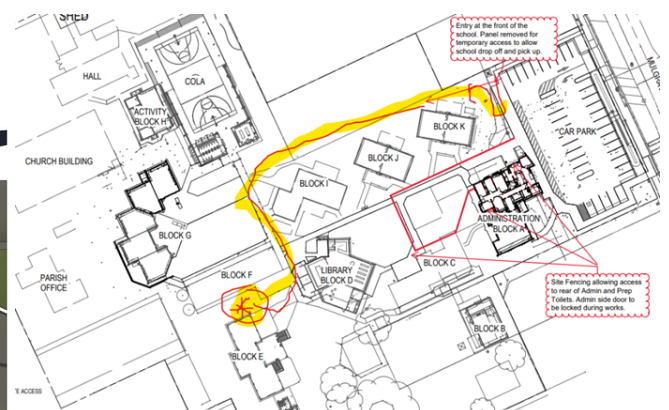 SHED
HALL
COLA
ACTIVITY
BLOCK H
CHURCH BUILDING
Entry at the front of the
school. Panel removed for
temporary access to allow
school drop off and pick up.
BLOCK K
CAR PARK
BLOCK J
BLOCK I
BLOCK G
ADMINISTRATION
BLOCK A
PARISH
OFFICE
BLOCK F
LIBRARY
BLOCK D
BLOCK C
Site Fencing allowing access
to rear of Admin and Prep
Toilets. Admin side door to
be locked during works.
BLOCK B
BLOCK E
ACCESS